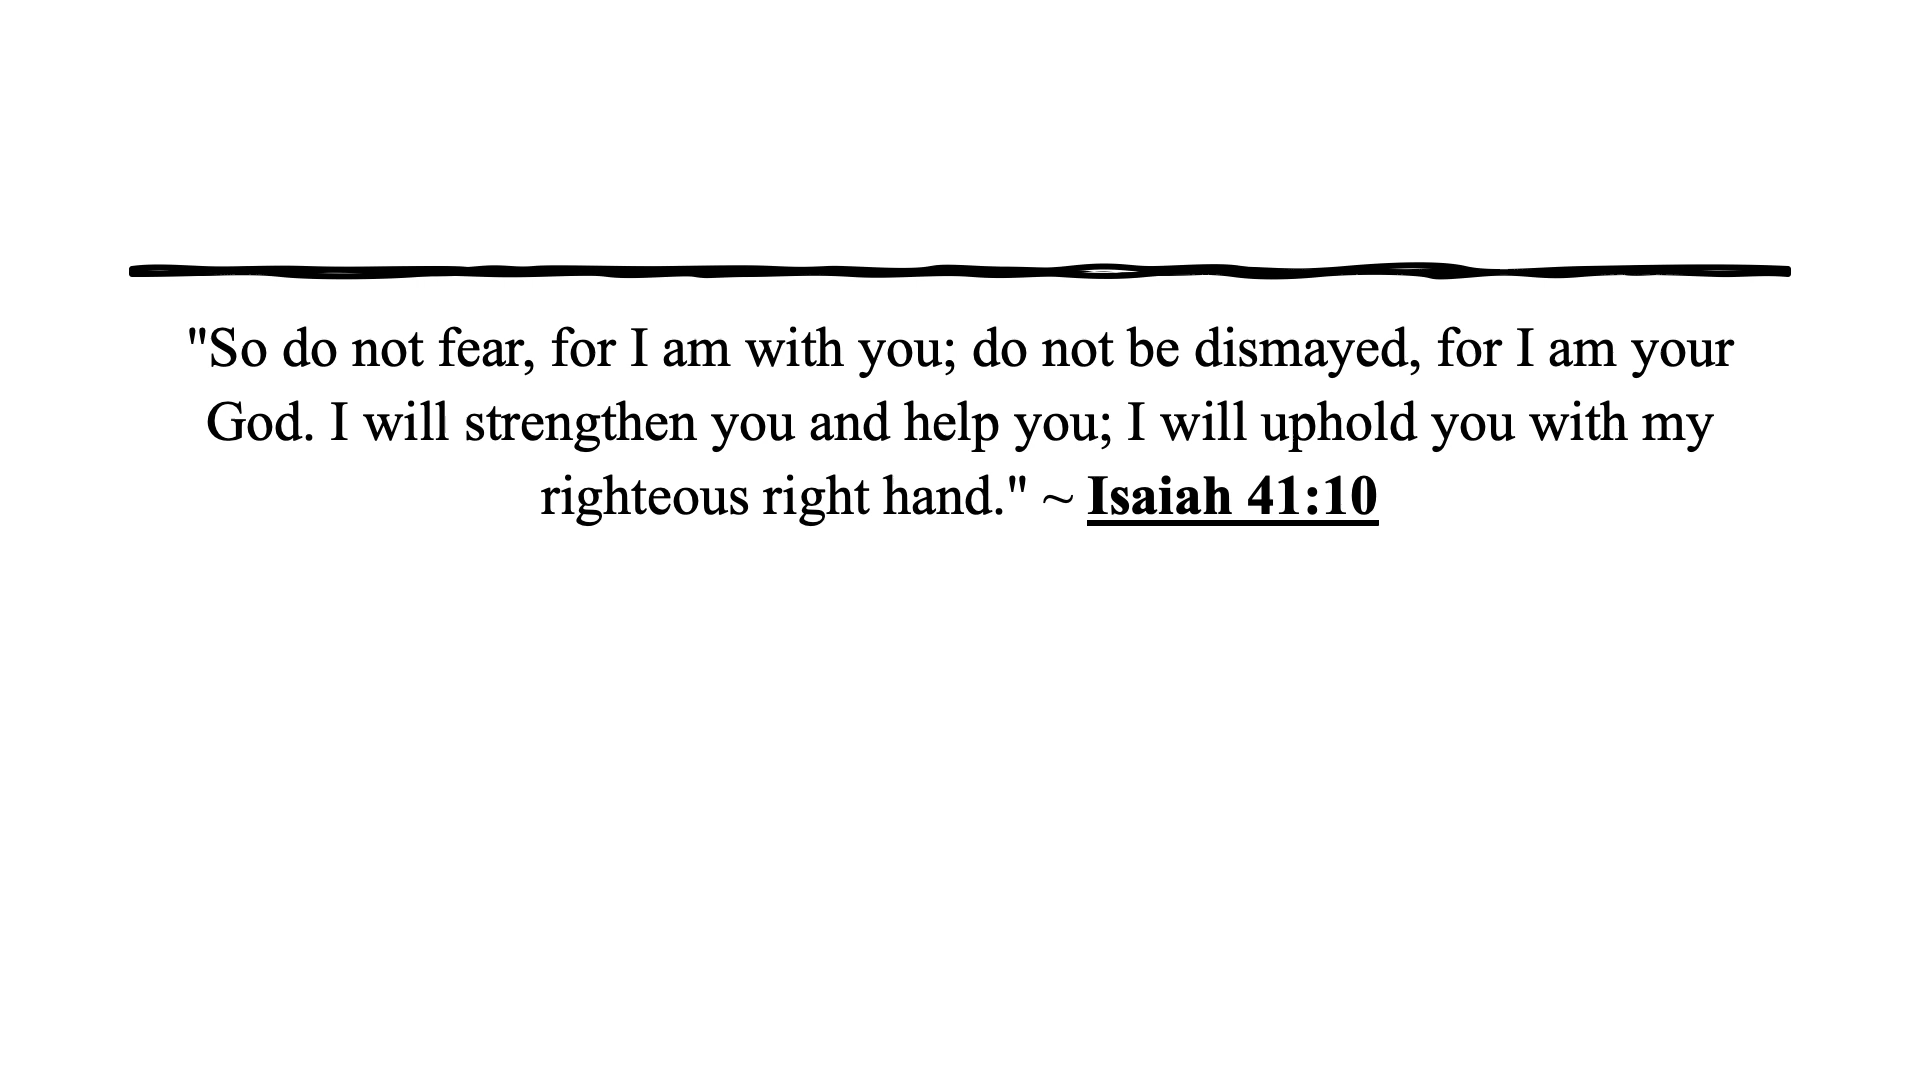 "So do not fear, for I am with you; do not be dismayed, for I am your
God. I will strengthen you and help you; I will uphold you with my
righteous right hand." ~ Isaiah 41:10